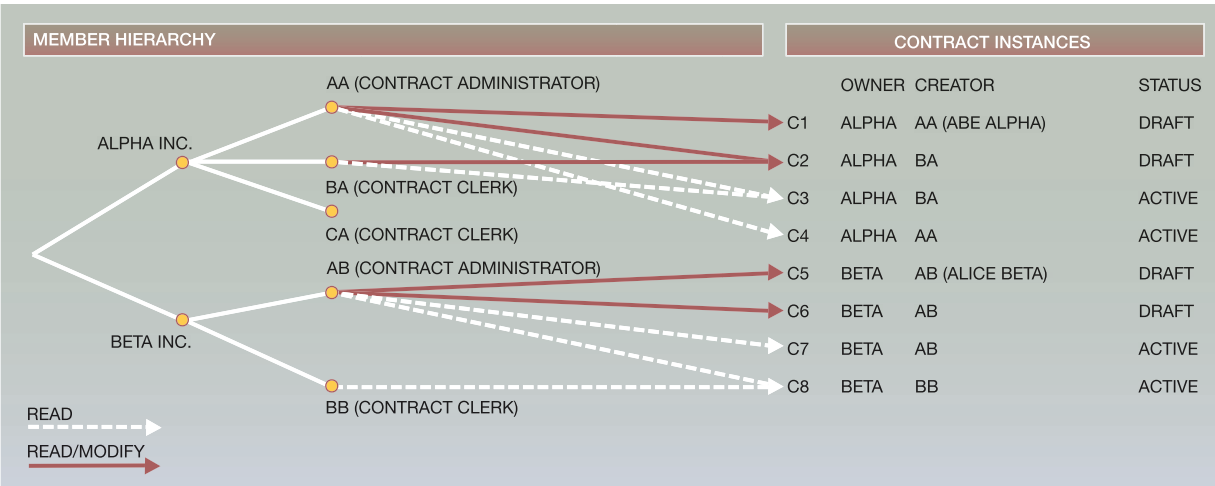 MEMBER HIERARCHY
CONTRACT INSTANCES
AA (CONTRACT ADMINISTRATOR)
OWNER CREATOR STATUS
C1 ALPHA AA (ABE ALPHA) DRAFT
ALPHA INC.
C2 ALPHA BA DRAFT
BA (CONTRACT CLERK)
C3 ALPHA BA ACTIVE
CA (CONTRACT CLERK)
C4 ALPHA AA ACTIVE
AB (CONTRACT ADMINISTRATOR)
C5 BETA AB (ALICE BETA) DRAFT
C6 BETA AB DRAFT
BETA INC.
C7 BETA AB ACTIVE
C8 BETA BB ACTIVE
BB (CONTRACT CLERK)
READ
READ/MODIFY